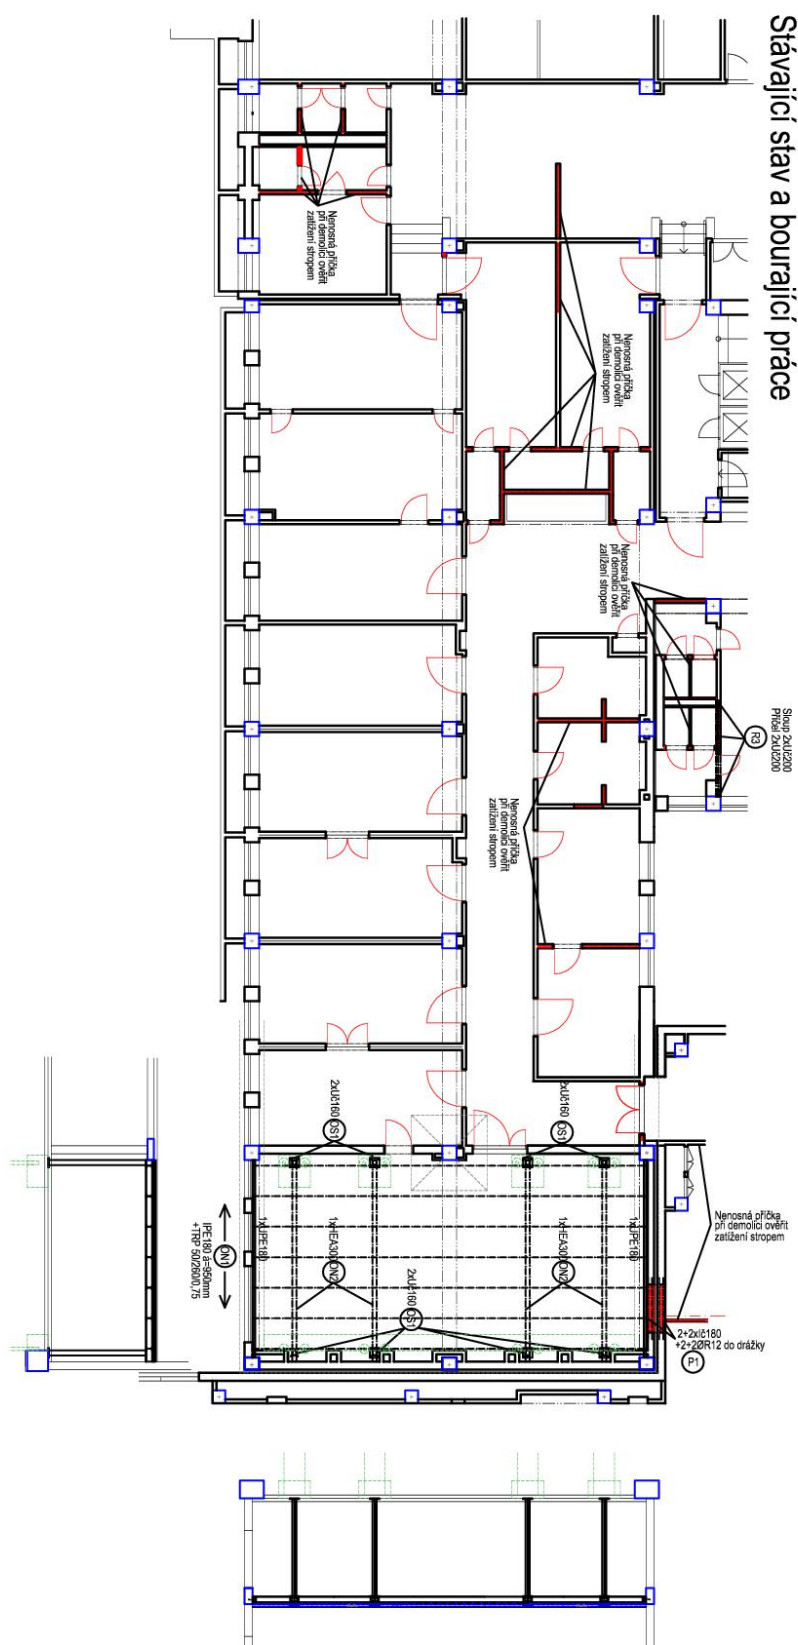 Stávající stav a bourající práce
Nenosná příčka
při demolici ověřit
zatížení stropem
Nenosná příčka
při demolici ověřit
zatížení stropem
Nenosná příčka
při demolici ověřit
zatížení stropem
Sloup 2xUč200
Příčel 2xUč200
R3
Nenosná příčka
při demolici ověřit
zatížení stropem
2xUč160
OS1
2xUč160
OS1
Nenosná příčka
při demolici ověřit
zatížení stropem
1xIPE180
1xHEA300
ON2
1xHEA300
ON2
1xIPE180
ON1
IPE180 á=950mm
+TRP 50/260/0,75
2xUč160
OS1
2+2xIč180
+2+2ØR12 do drážky
P1